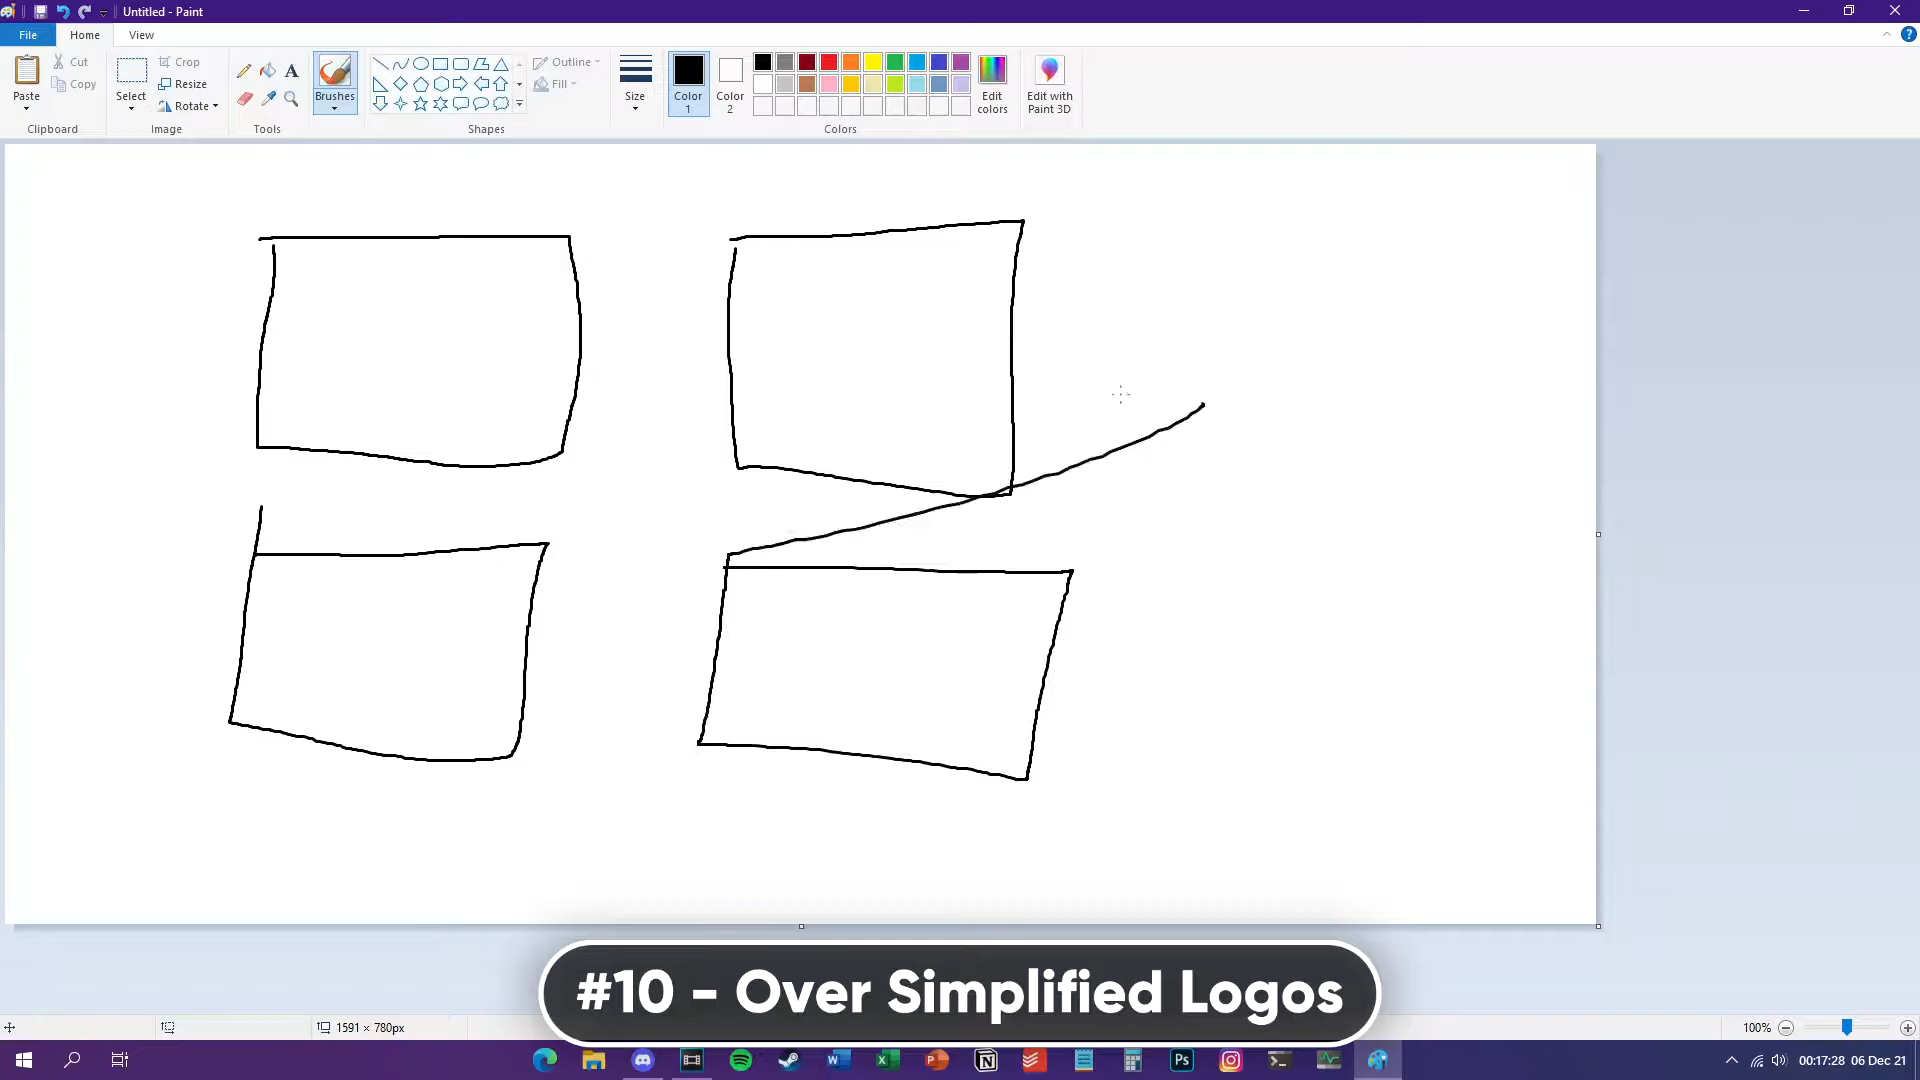 Untitled - Paint
File
Home
View
Paste
Cut
Copy
Clipboard
Select
Crop
Resize
Rotate
Image
A
Tools
Brushes
Shapes
Outline
Fill
Size
Color 1
Color 2
Colors
Edit colors
Edit with Paint 3D
#10 - Over Simplified Logos
1591 × 780px
100%
00:17:28 06 Dec 21